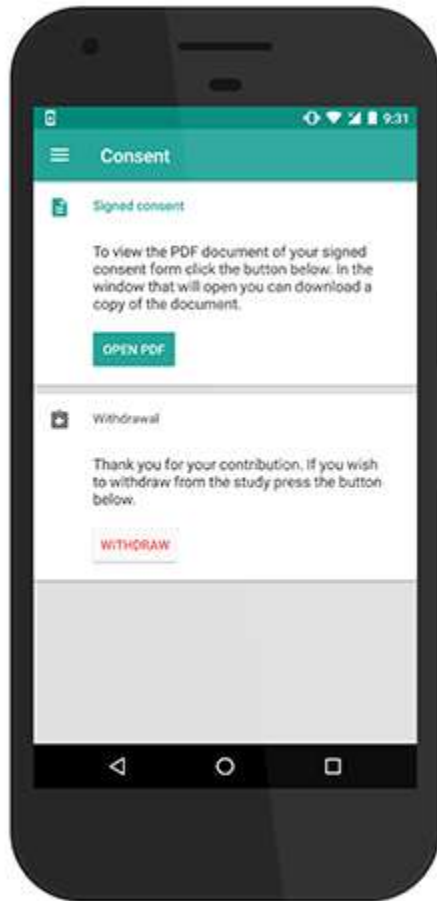 9:31
Consent
Signed consent
To view the PDF document of your signed
consent form click the button below. In the
window that will open you can download a
copy of the document.
OPEN PDF
Withdrawal
Thank you for your contribution. If you wish
to withdraw from the study press the button
below.
WITHDRAW